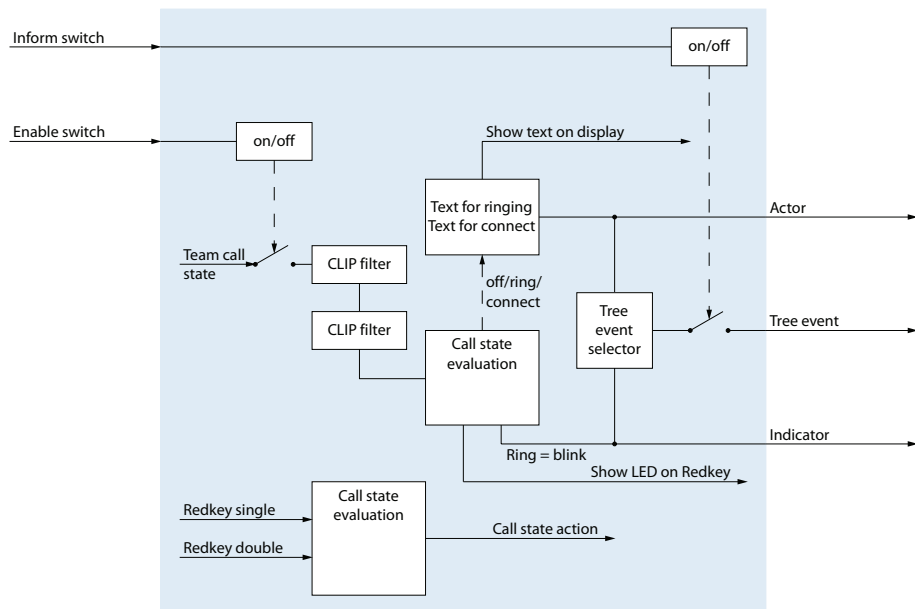 Inform switch
on/off
Enable switch
on/off
Show text on display
Text for ringing
Text for connect
Actor
Team call
state
CLIP filter
off/ring/
connect
CLIP filter
Tree
event
selector
Tree event
Call state
evaluation
Indicator
Ring = blink
Show LED on Redkey
Call state
evaluation
Redkey single
Call state action
Redkey double